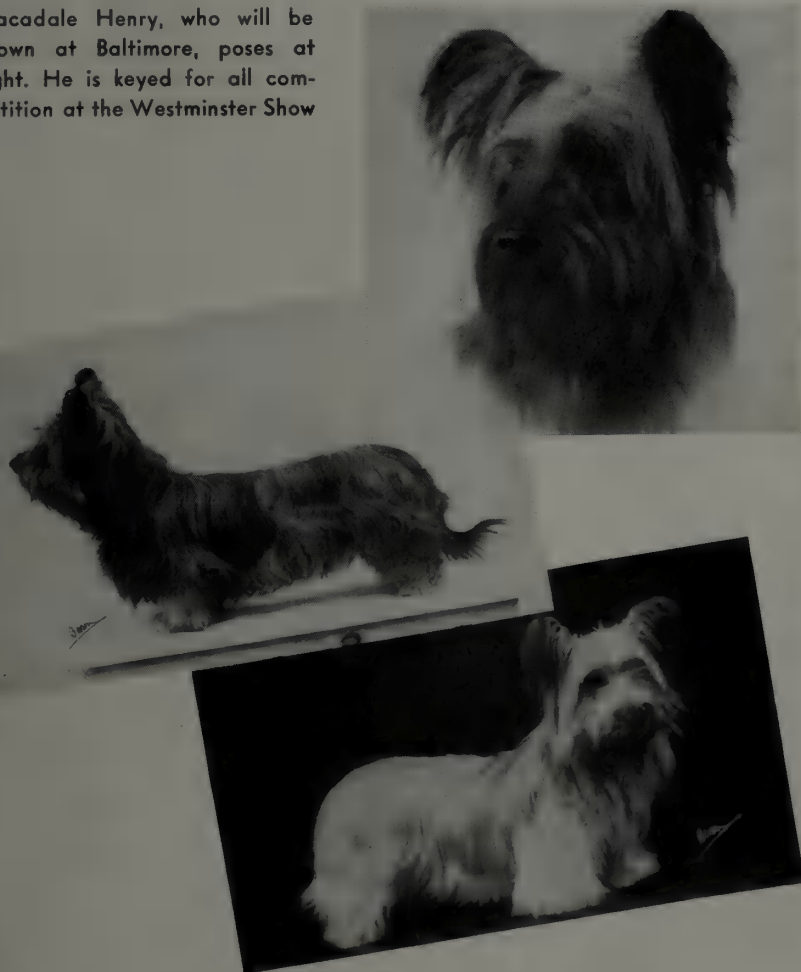 acadale Henry, who will be
own at Baltimore, poses at
ght. He is keyed for all com-
tition at the Westminster Show